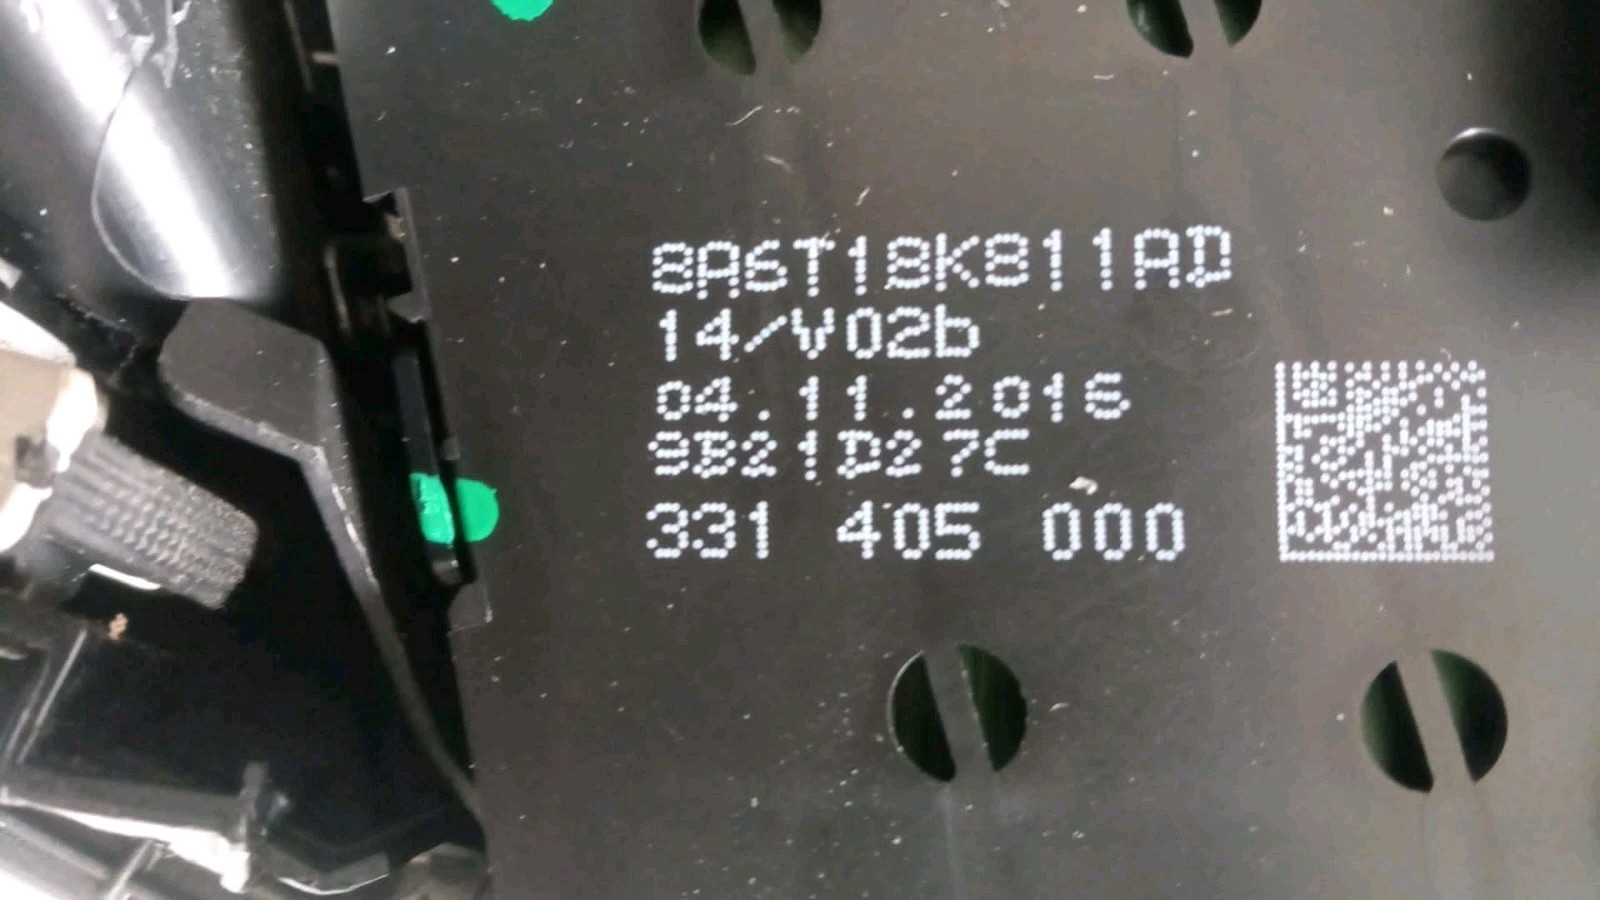 8A6T18K811AD
14/V02b
04.11.2016
9B21D27C
331 405 000